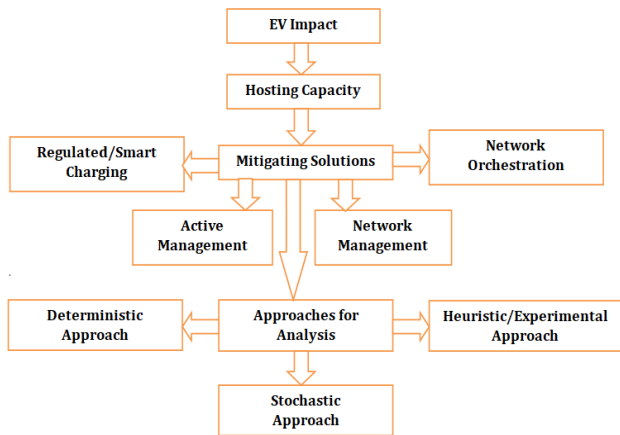 EV Impact
Hosting Capacity
Regulated/Smart
Charging
Mitigating Solutions
Network
Orchestration
Active
Management
Network
Management
Deterministic
Approach
Approaches for
Analysis
Heuristic/Experimental
Approach
Stochastic
Approach